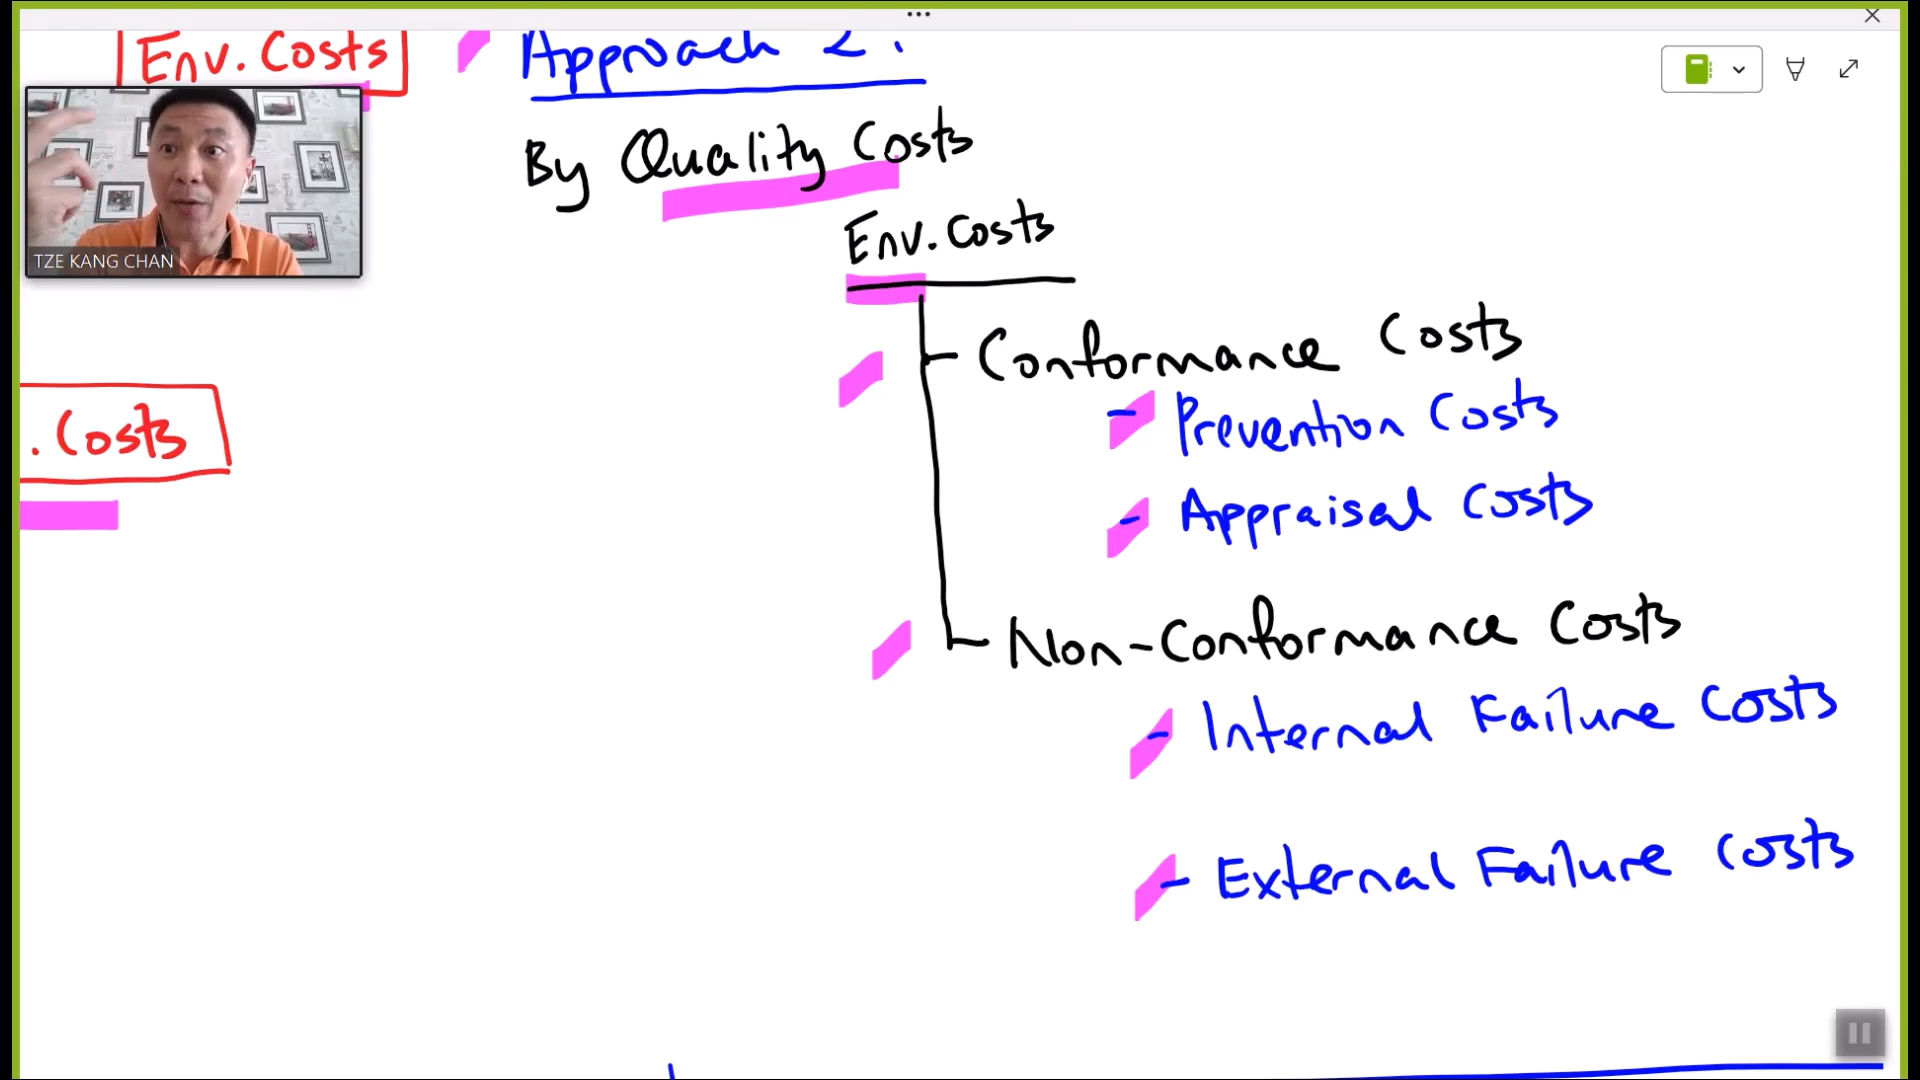 Env. Costs
Approach 2:
By Quality Costs
TZE KANG CHAN
Env. Costs
Conformance Costs
- Prevention Costs
. Costs
- Appraisal Costs
Non-Conformance Costs
- Internal Failure Costs
- External Failure Costs